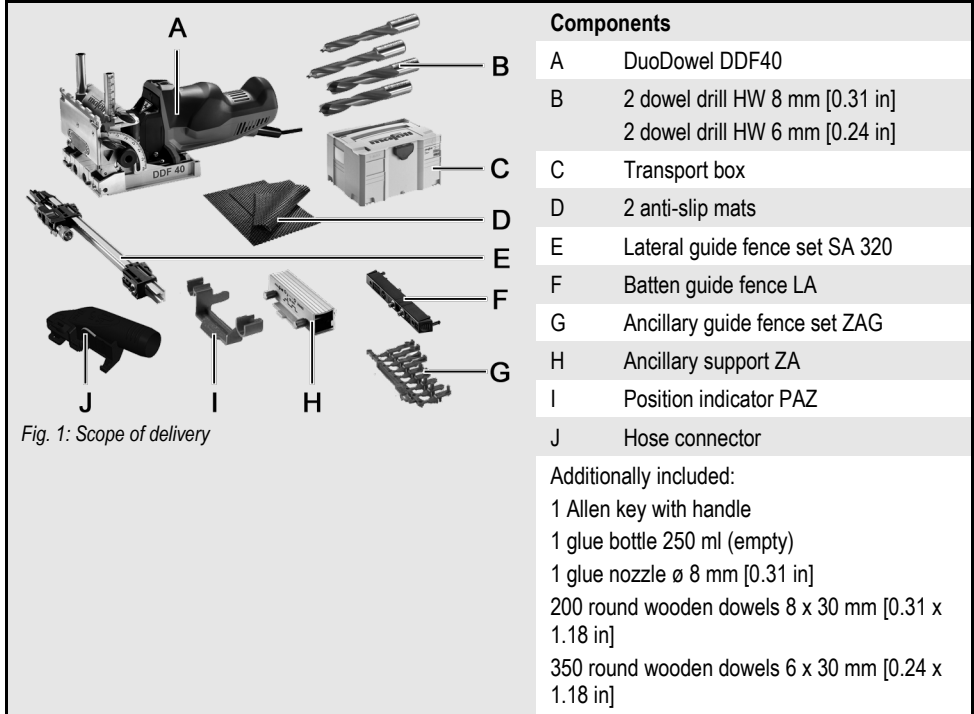 A
B
C
D
E
F
G
H
I
J
DDF 40
mafell
Fig. 1: Scope of delivery
Components
A DuoDowel DDF40
B 2 dowel drill HW 8 mm [0.31 in]
2 dowel drill HW 6 mm [0.24 in]
C Transport box
D 2 anti-slip mats
E Lateral guide fence set SA 320
F Batten guide fence LA
G Ancillary guide fence set ZAG
H Ancillary support ZA
I Position indicator PAZ
J Hose connector
Additionally included:
1 Allen key with handle
1 glue bottle 250 ml (empty)
1 glue nozzle ø 8 mm [0.31 in]
200 round wooden dowels 8 x 30 mm [0.31 x
1.18 in]
350 round wooden dowels 6 x 30 mm [0.24 x
1.18 in]